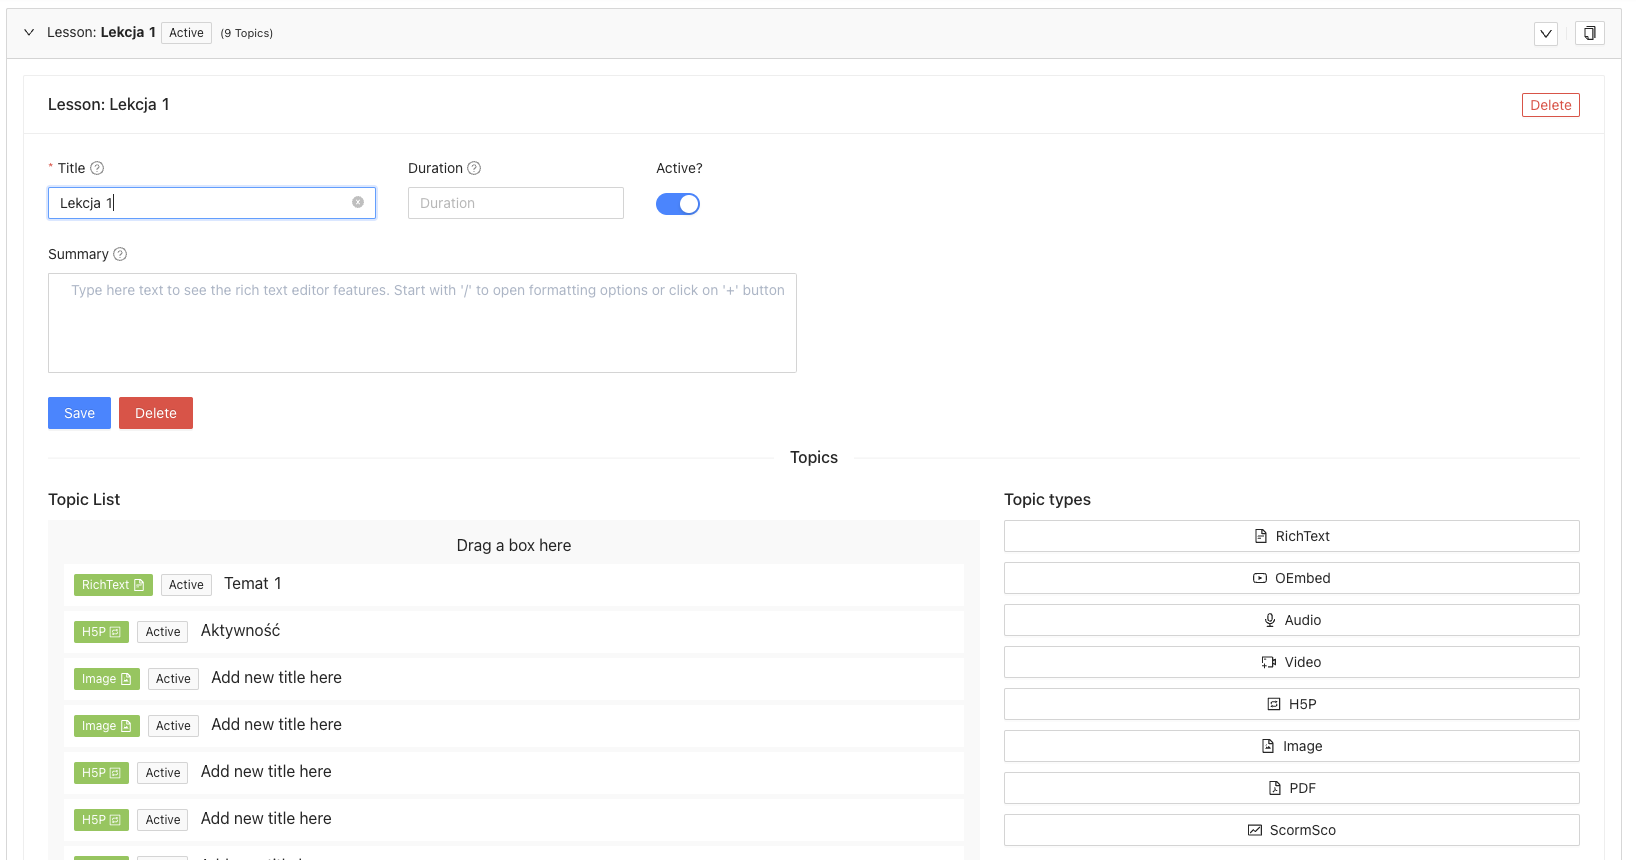 Lesson: Lekcja 1 Active (9 Topics)
Lesson: Lekcja 1 Delete
* Title Duration Active?
Lekcja 1 Duration
Summary
Type here text to see the rich text editor features. Start with '/' to open formatting options or click on '+' button
Save Delete
Topics
Topic List
Drag a box here
RichText Active Temat 1
H5P Active Aktywność
Image Active Add new title here
Image Active Add new title here
H5P Active Add new title here
H5P Active Add new title here
Topic types
RichText
OEmbed
Audio
Video
H5P
Image
PDF
ScormSco